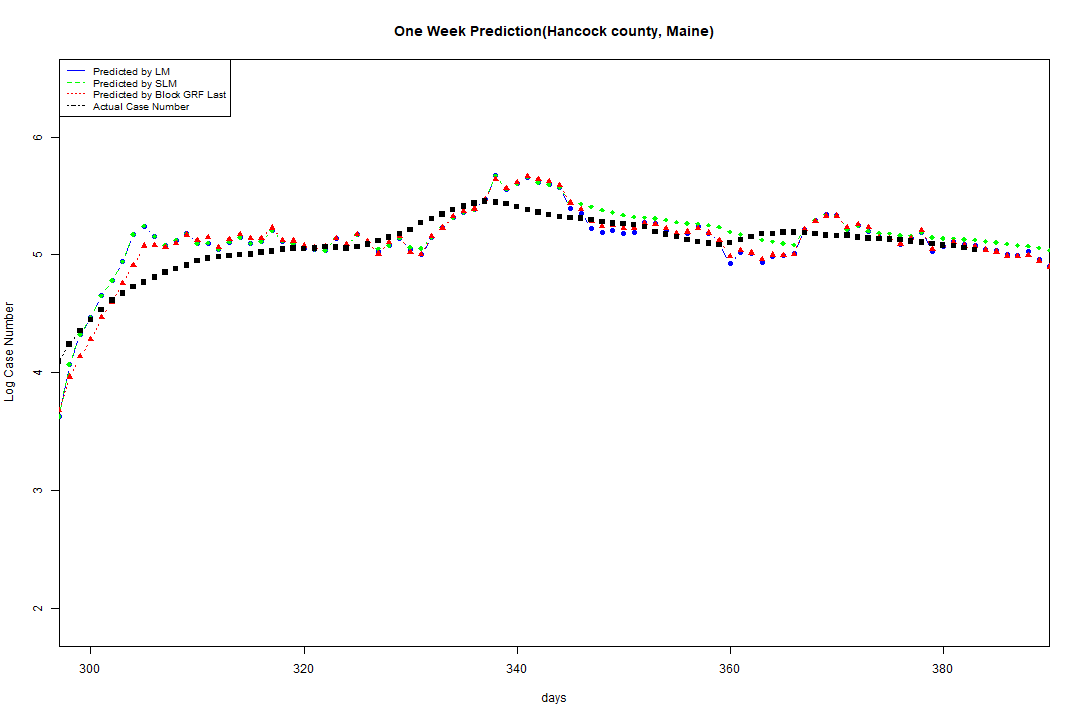 One Week Prediction(Hancock county, Maine)
Predicted by LM
Predicted by SLM
Predicted by Block GRF Last
Actual Case Number
6
5
4
3
2
Log Case Number
300 320 340 360 380
days